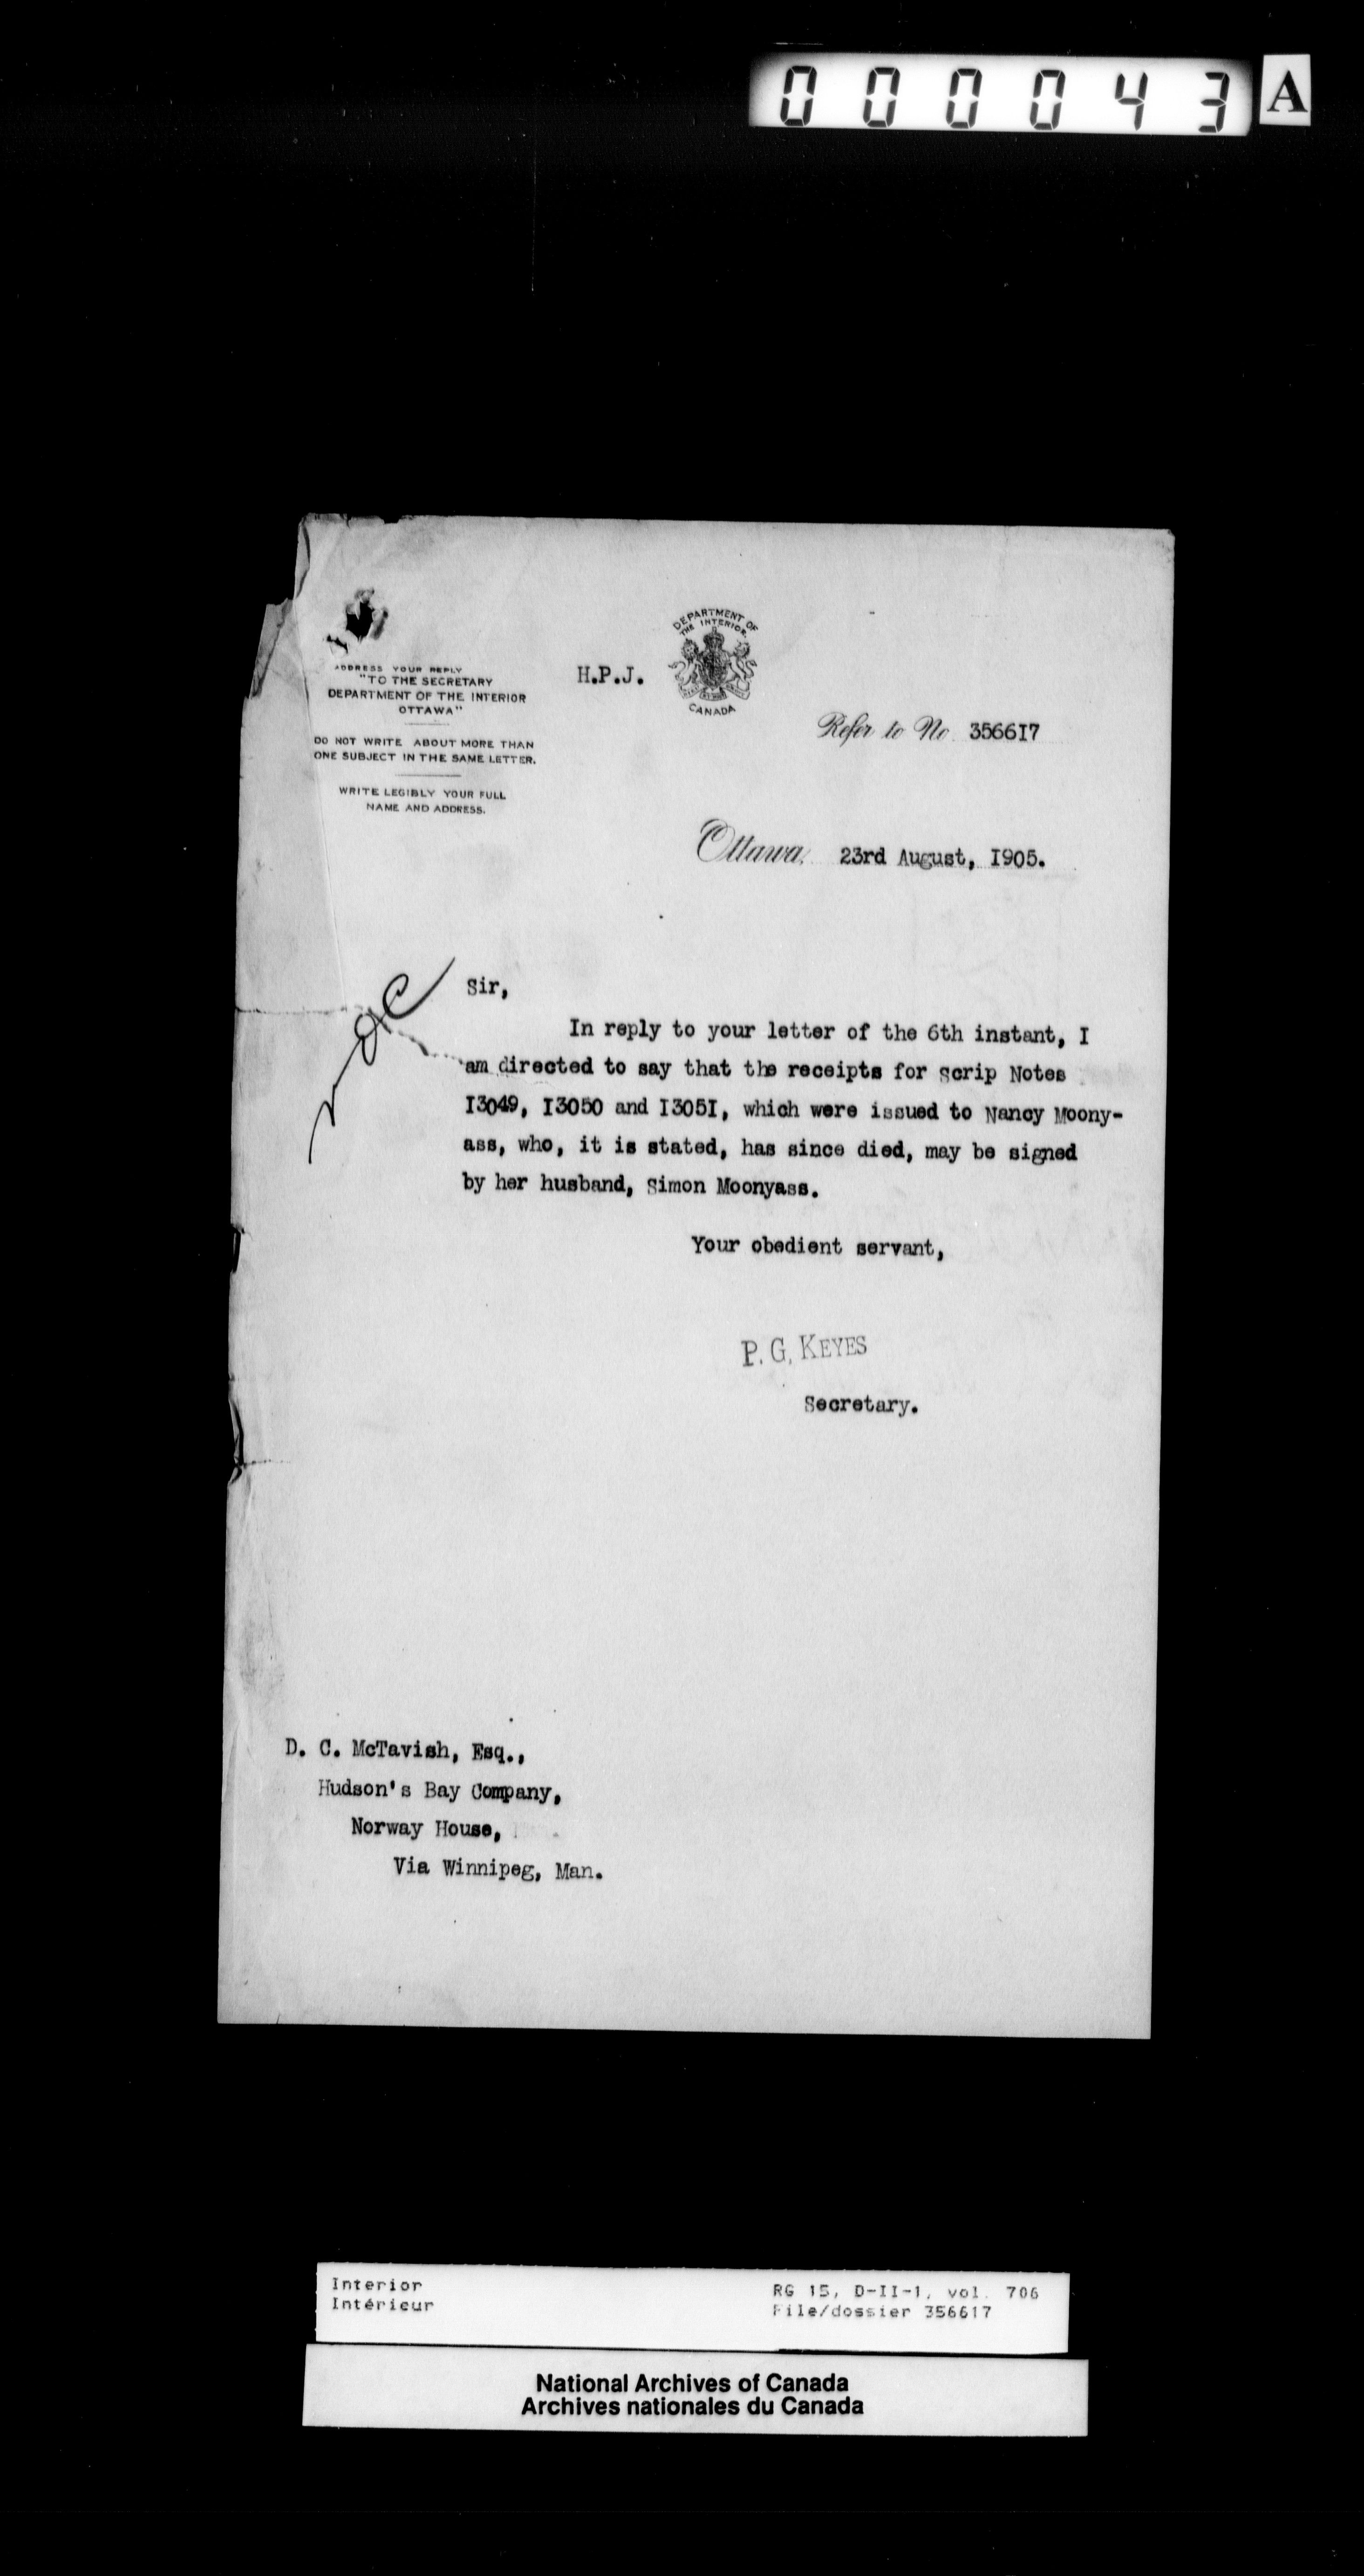 000043 A
DEPARTMENT OF
THE INTERIOR
CANADA
ADDRESS YOUR REPLY
"TO THE SECRETARY
DEPARTMENT OF THE INTERIOR
OTTAWA"
DO NOT WRITE ABOUT MORE THAN
ONE SUBJECT IN THE SAME LETTER.
WRITE LEGIBLY YOUR FULL
NAME AND ADDRESS.
H.P.J.
Refer to No 356617
Ottawa, 23rd August, 1905.
Sir,
In reply to your letter of the 6th instant, I
am directed to say that the receipts for scrip Notes
13049, 13050 and 13051, which were issued to Nancy Moony-
ass, who, it is stated, has since died, may be signed
by her husband, Simon Moonyass.
Your obedient servant,
P. G. KEYES
Secretary.
D. C. McTavish, Esq.,
Hudson's Bay Company,
Norway House,
Via Winnipeg, Man.
Interior
Intérieur
RG 15, D-II-1, vol. 706
File/dossier 356617
National Archives of Canada
Archives nationales du Canada